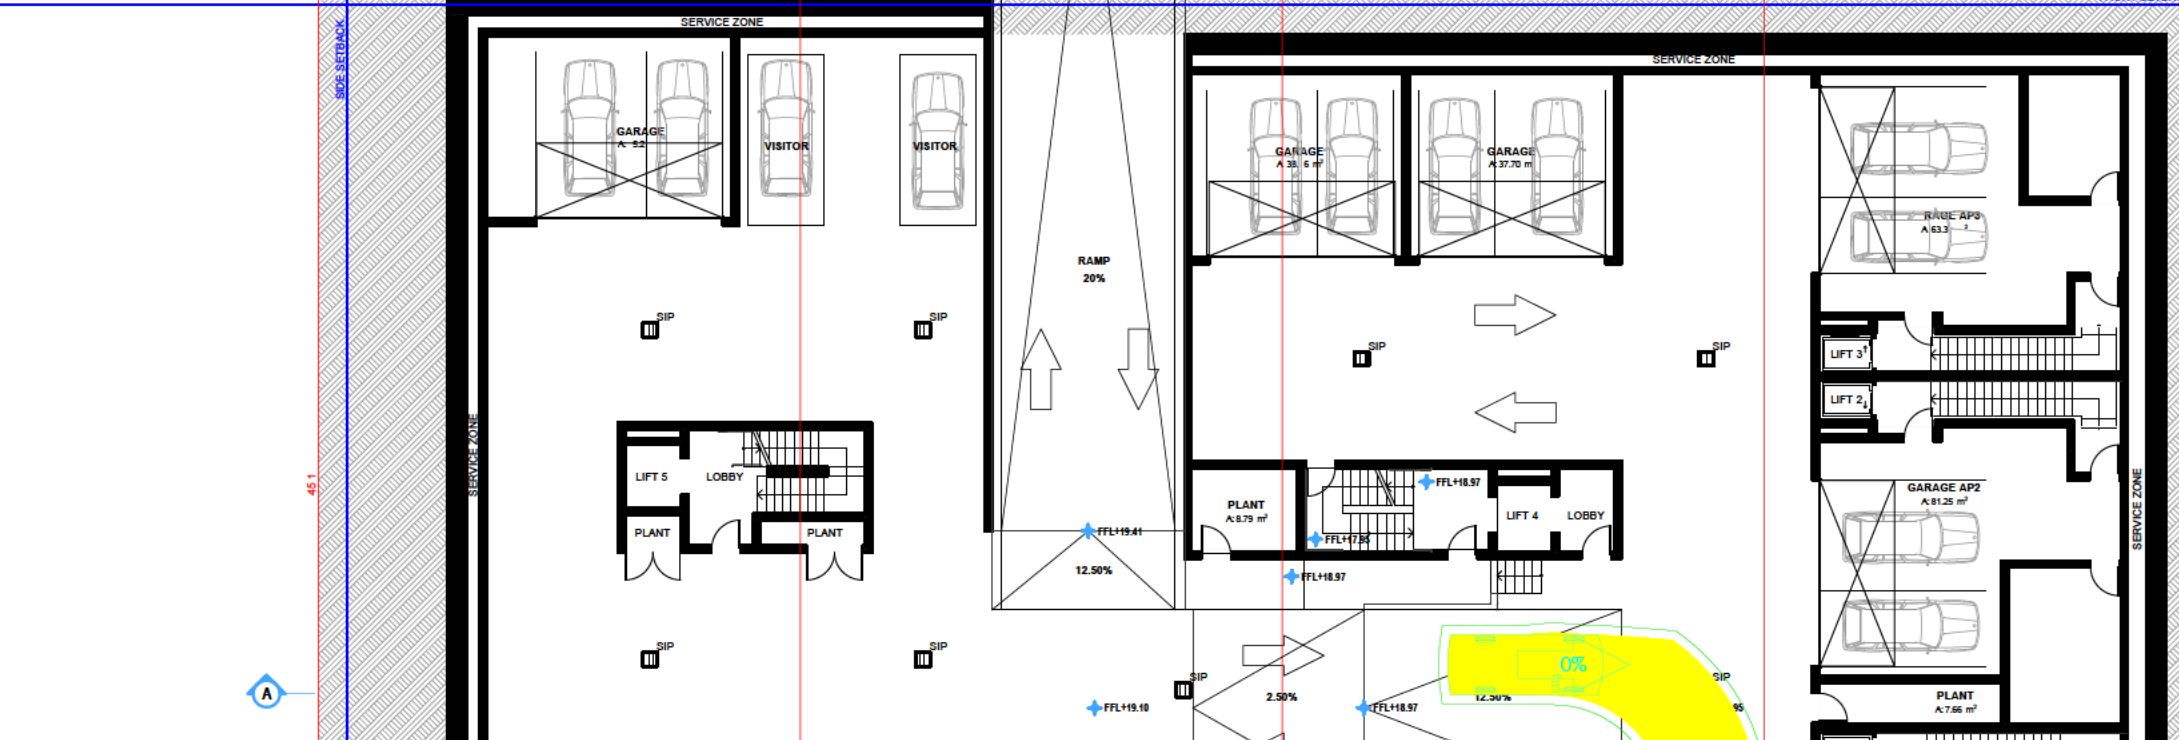 SERVICE ZONE
SERVICE ZONE
SIDE SETBACK
GARAGE
VISITOR
VISITOR
GARAGE
GARAGE
A: 37.70 m
RAGE AP3
A: 63.3
RAMP
20%
SIP
SIP
SIP
SIP
LIFT 3
LIFT 2
SERVICE ZONE
451
LIFT 5
LOBBY
PLANT
PLANT
PLANT
A: 8.79 m²
FFL+18.97
FFL+17.95
LIFT 4
LOBBY
GARAGE AP2
A: 81.25 m²
SERVICE ZONE
FFL+19.41
12.50%
FFL+18.97
SIP
SIP
SIP
SIP
0%
A
FFL+19.10
2.50%
FFL+18.97
12.50%
95
PLANT
A: 7.66 m²